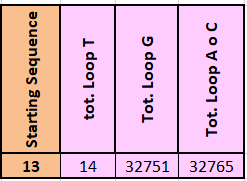 Starting Sequence
tot. Loop T
Tot. Loop G
Tot. Loop A o C
13
14
32751
32765